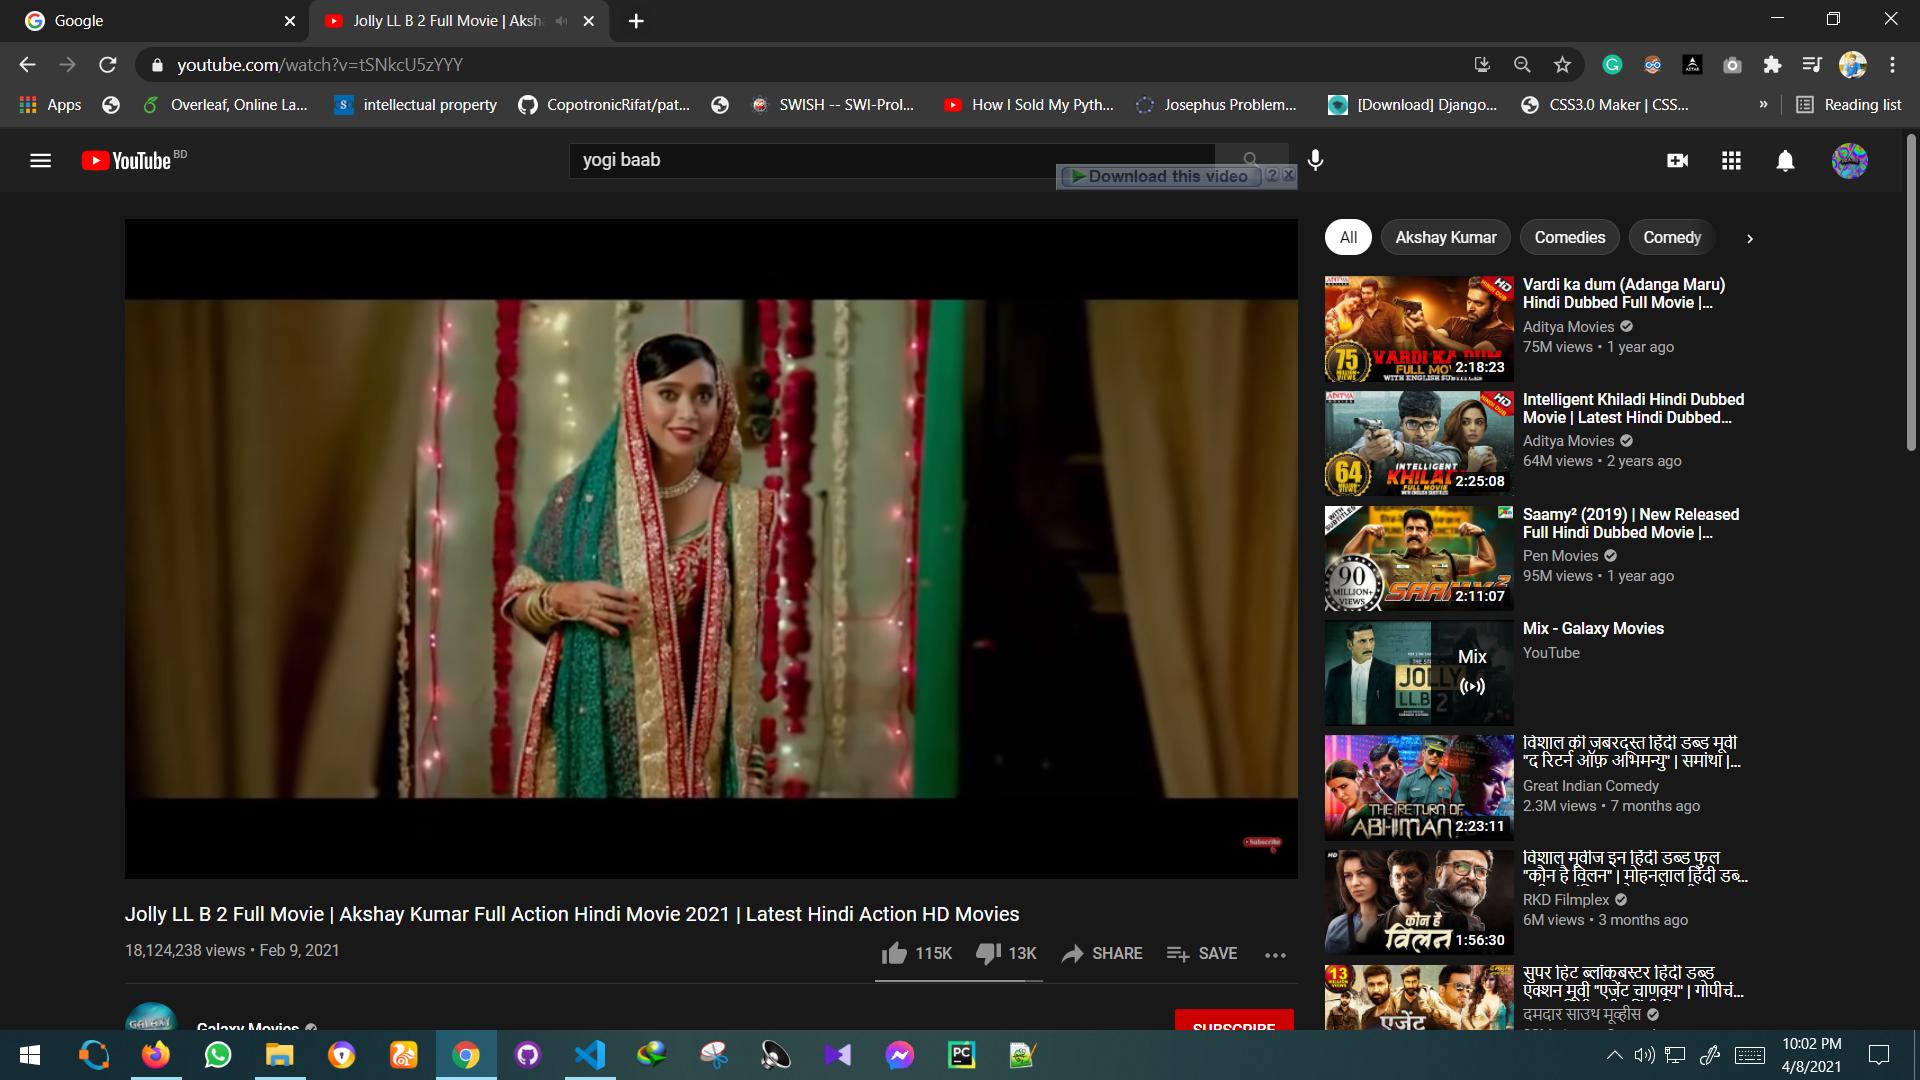 Google
Jolly LL B 2 Full Movie | Aksh
youtube.com/watch?v=tSNkcU5zYYY
Apps
Overleaf, Online La...
intellectual property
CopotronicRifat/pat...
SWISH -- SWI-Prol...
How I Sold My Pyth...
Josephus Problem...
[Download] Django...
CSS3.0 Maker | CSS...
»
Reading list
YouTube BD
yogi baab
Download this video
All
Akshay Kumar
Comedies
Comedy
Vardi ka dum (Adanga Maru)
Hindi Dubbed Full Movie |...
Aditya Movies
75M views • 1 year ago
2:18:23
Intelligent Khiladi Hindi Dubbed
Movie | Latest Hindi Dubbed...
Aditya Movies
64M views • 2 years ago
INTELLIGENT
2:25:08
Saamy² (2019) | New Released
Full Hindi Dubbed Movie |...
Pen Movies
95M views • 1 year ago
90
MILLION+
VIEWS
2:11:07
Mix - Galaxy Movies
YouTube
Mix
विशाल की जबरदस्त हिंदी डब्ड मूवी
"द रिटर्न ऑफ़ अभिमन्यु" | समांथा |...
Great Indian Comedy
2.3M views • 7 months ago
THE RETURN OF
2:23:11
विशाल मूवीज इन हिंदी डब्ड फुल
"कौन है विलन" | मोहनलाल हिंदी डब्...
RKD Filmplex
6M views • 3 months ago
कौन है
विलन
1:56:30
सुपर हिट ब्लॉकबस्टर हिंदी डब्ड
एक्शन मूवी "एजेंट चाणक्य" | गोपीचं...
दमदार साउथ मूव्हीस
13
एजेंट
Subscribe
Jolly LL B 2 Full Movie | Akshay Kumar Full Action Hindi Movie 2021 | Latest Hindi Action HD Movies
18,124,238 views • Feb 9, 2021
115K
13K
SHARE
SAVE
GALAXY
Galaxy Movies
SUBSCRIBE
10:02 PM
4/8/2021